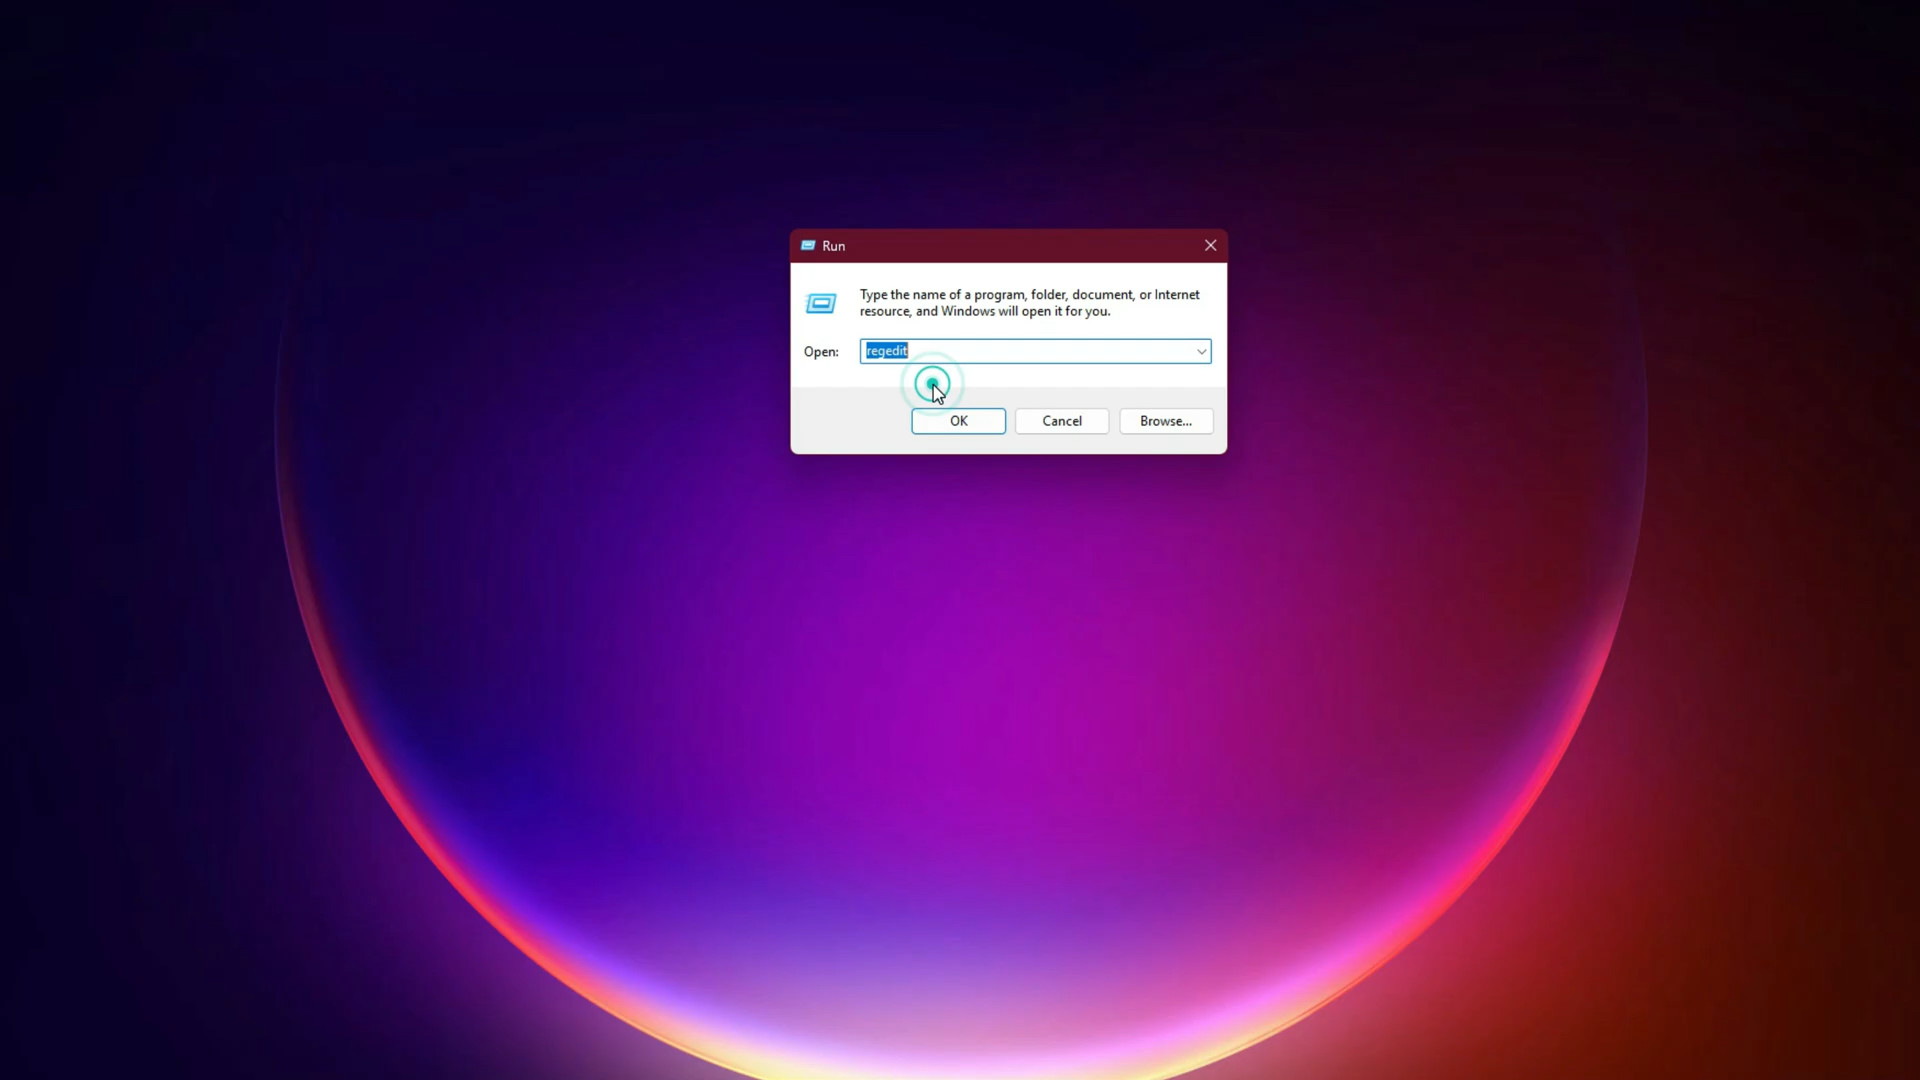 Run
Type the name of a program, folder, document, or Internet
resource, and Windows will open it for you.
Open: regedit
OK Cancel Browse...